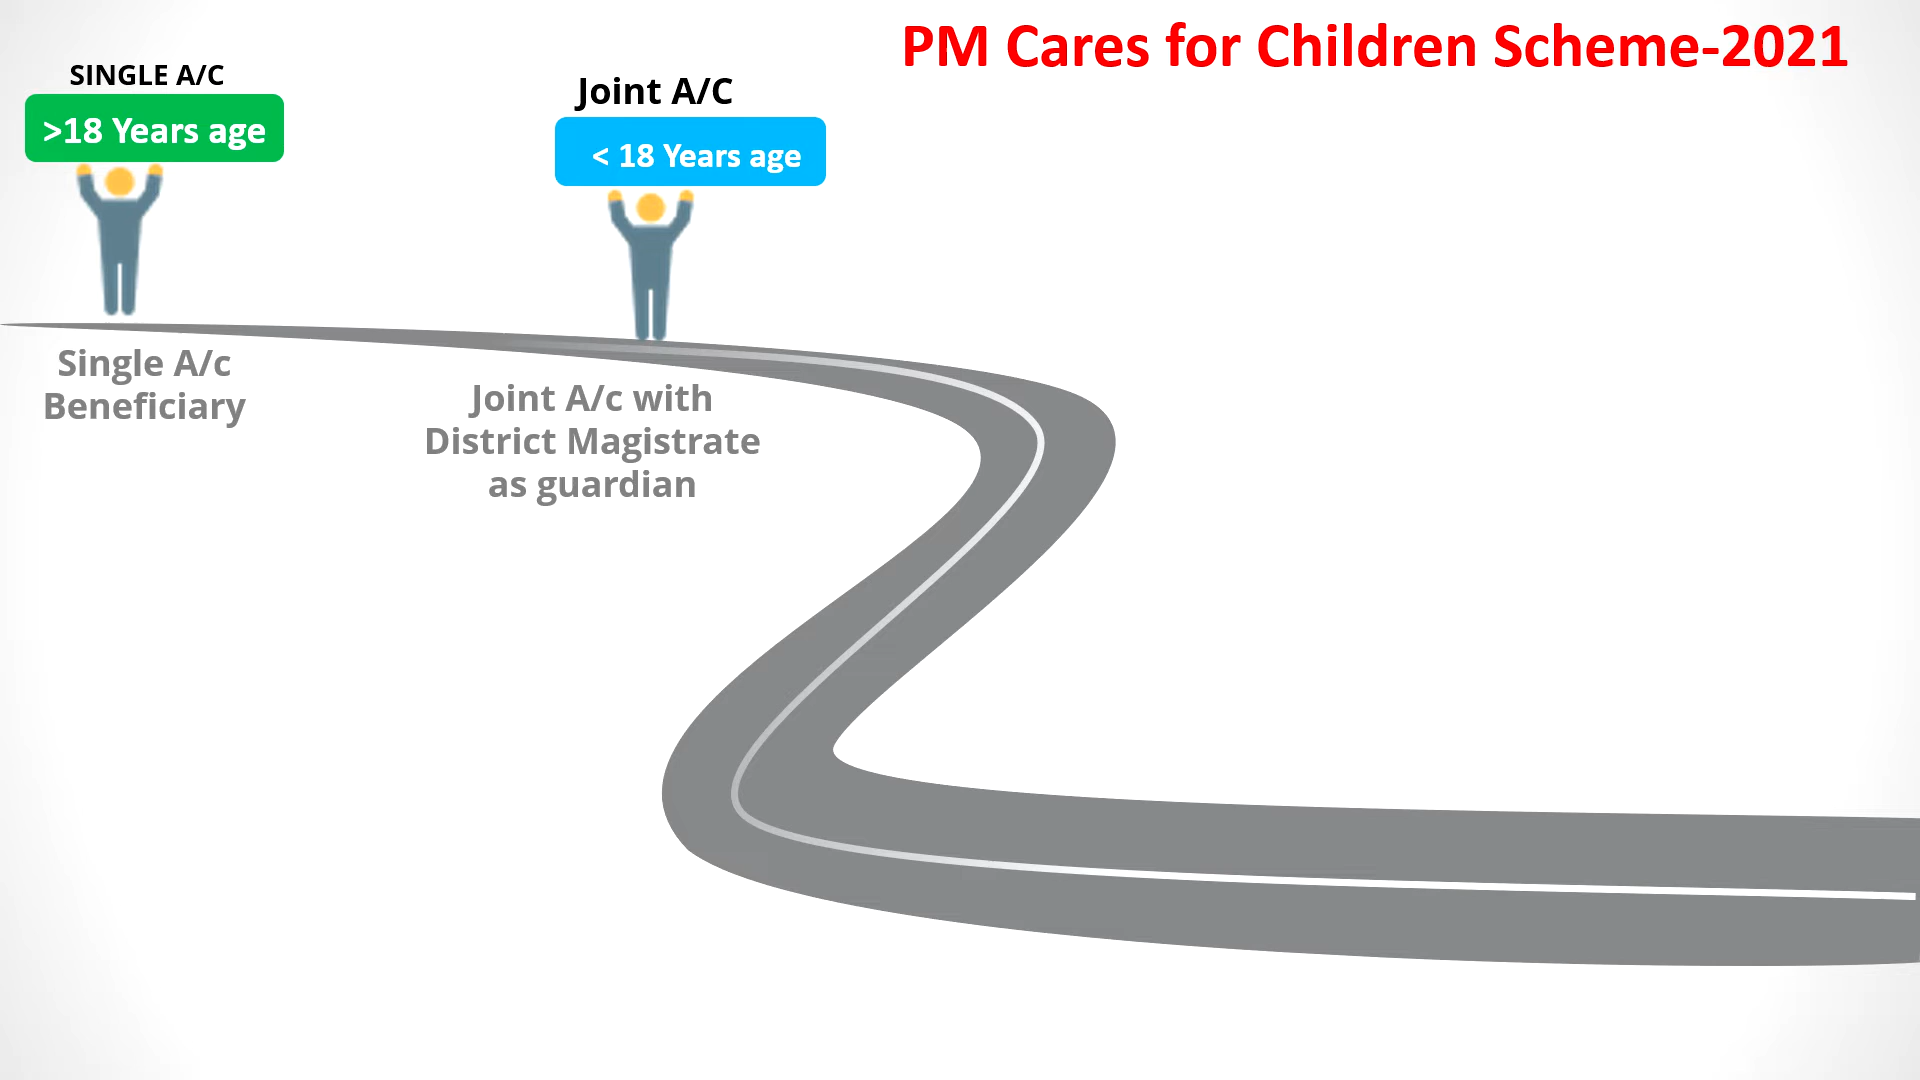 PM Cares for Children Scheme-2021
SINGLE A/C
>18 Years age
Single A/c
Beneficiary
Joint A/C
< 18 Years age
Joint A/c with
District Magistrate
as guardian